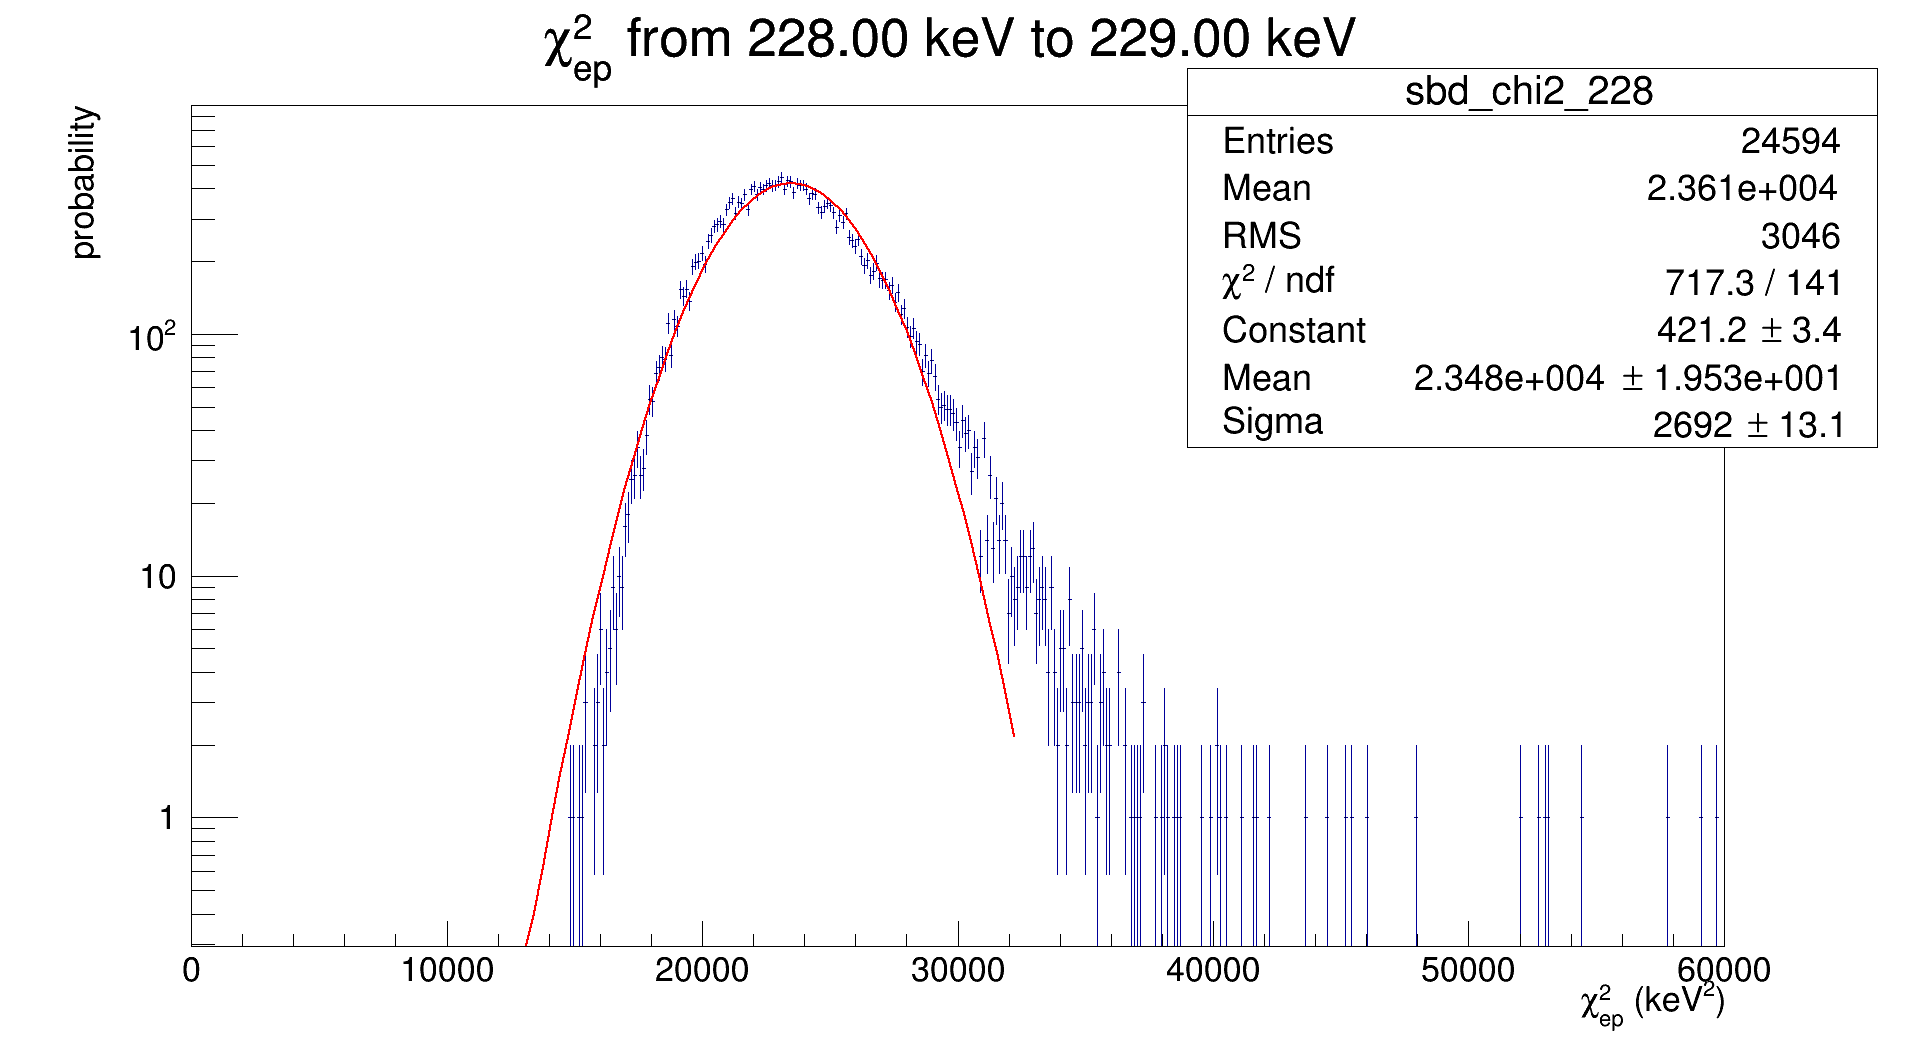 χ²ep from 228.00 keV to 229.00 keV
probability
sbd_chi2_228
Entries 24594
Mean 2.361e+004
RMS 3046
χ² / ndf 717.3 / 141
Constant 421.2 ± 3.4
Mean 2.348e+004 ± 1.953e+001
Sigma 2692 ± 13.1
10²
10
1
0 10000 20000 30000 40000 50000 60000
χ²ep (keV²)